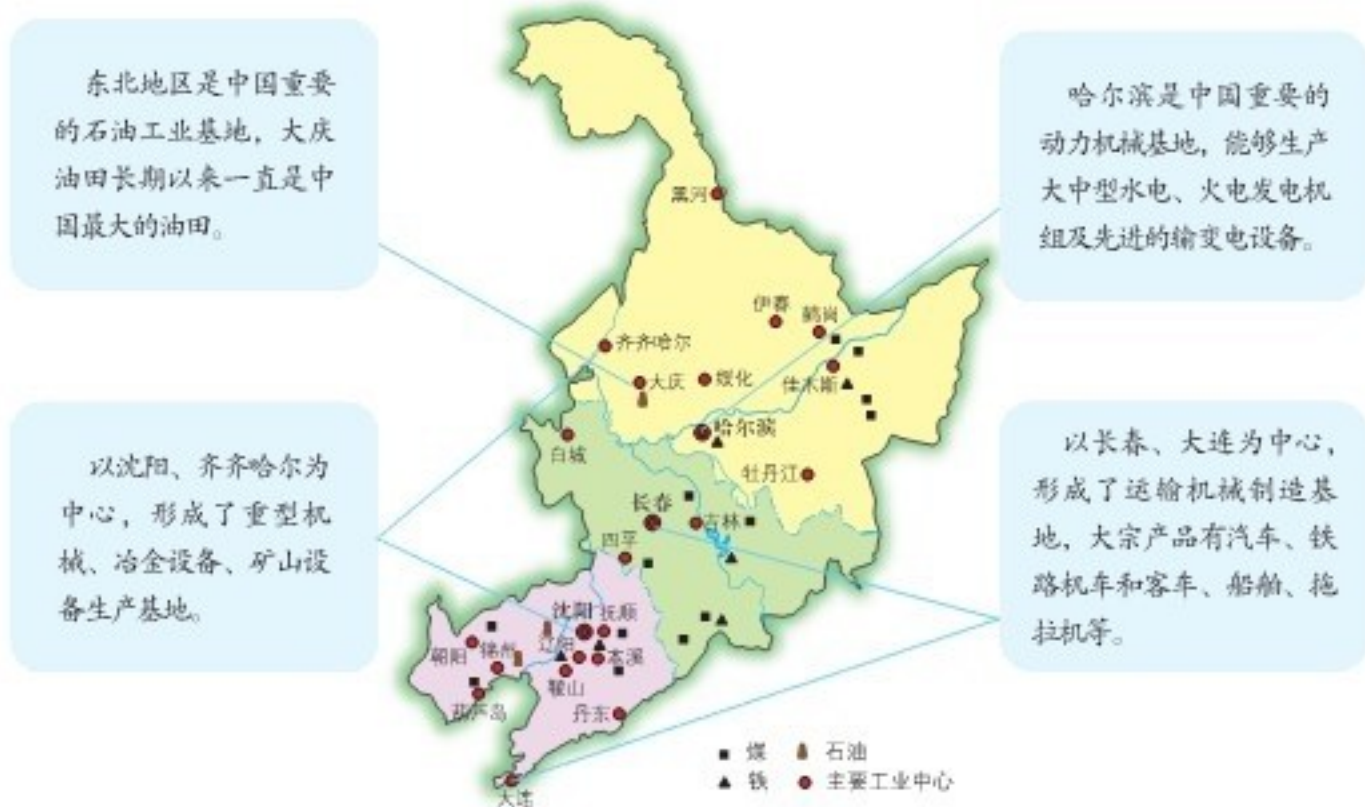 东北地区是中国重要
的石油工业基地，大庆
油田长期以来一直是中
国最大的油田。
哈尔滨是中国重要的
动力机械基地，能够生产
大中型水电、火电发电机
组及先进的输变电设备。
以沈阳、齐齐哈尔为
中心，形成了重型机
械、冶金设备、矿山设
备生产基地。
以长春、大连为中心，
形成了运输机械制造基
地，大宗产品有汽车、铁
路机车和客车、船舶、拖
拉机等。
黑河
伊春
鹤岗
齐齐哈尔
大庆
绥化
佳木斯
哈尔滨
白城
牡丹江
长春
吉林
四平
沈阳
抚顺
辽阳
本溪
朝阳
锦州
鞍山
葫芦岛
丹东
大连
煤
石油
铁
主要工业中心